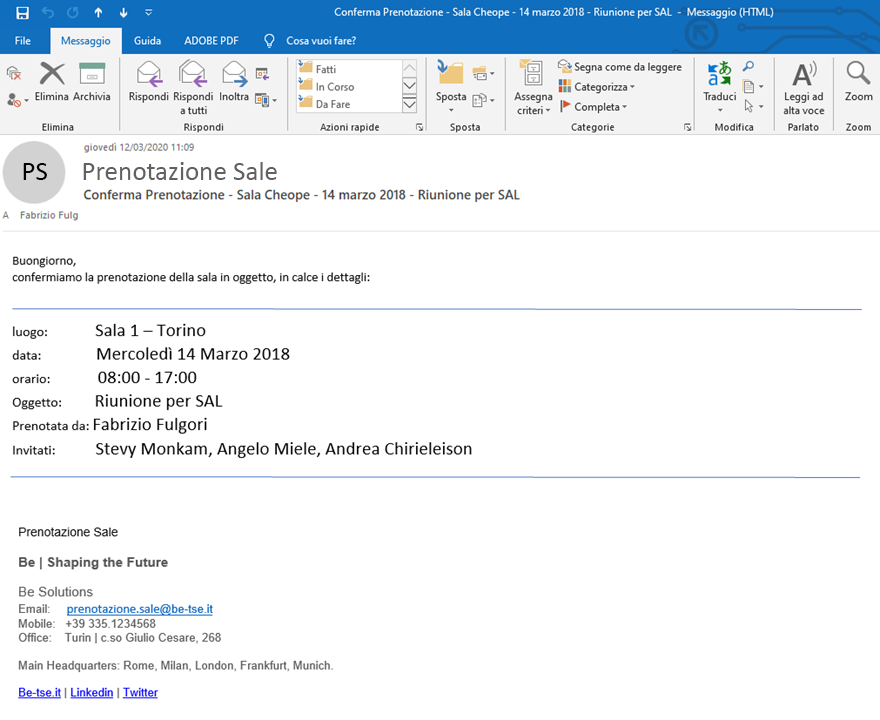 Conferma Prenotazione - Sala Cheope - 14 marzo 2018 - Riunione per SAL - Messaggio (HTML)
File Messaggio Guida ADOBE PDF Cosa vuoi fare?
Elimina Archivia
Elimina
Rispondi Rispondi a tutti Inoltra
Rispondi
Fatti
In Corso
Da Fare
Azioni rapide
Sposta
Sposta
Assegna criteri
Segna come da leggere
Categorizza
Completa
Categorie
Traduci
Modifica
Leggi ad alta voce
Parlato
Zoom
Zoom
giovedì 12/03/2020 11:09
PS
Prenotazione Sale
Conferma Prenotazione - Sala Cheope - 14 marzo 2018 - Riunione per SAL
A Fabrizio Fulg
Buongiorno,
confermiamo la prenotazione della sala in oggetto, in calce i dettagli:
luogo: Sala 1 – Torino
data: Mercoledì 14 Marzo 2018
orario: 08:00 - 17:00
Oggetto: Riunione per SAL
Prenotata da: Fabrizio Fulgori
Invitati: Stevy Monkam, Angelo Miele, Andrea Chirieleison
Prenotazione Sale
Be | Shaping the Future
Be Solutions
Email: prenotazione.sale@be-tse.it
Mobile: +39 335.1234568
Office: Turin | c.so Giulio Cesare, 268
Main Headquarters: Rome, Milan, London, Frankfurt, Munich.
Be-tse.it | Linkedin | Twitter